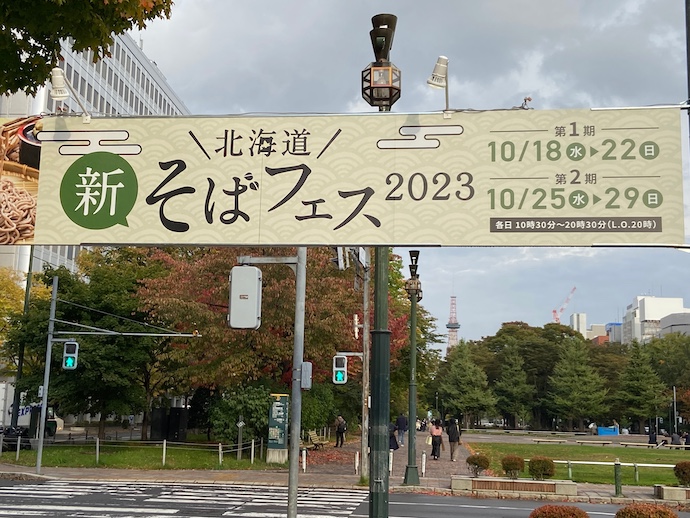 ＼北海道／
新そばフェス2023
第1期
10/18水▶22日
第2期
10/25水▶29日
各日 10時30分〜20時30分(L.O.20時)